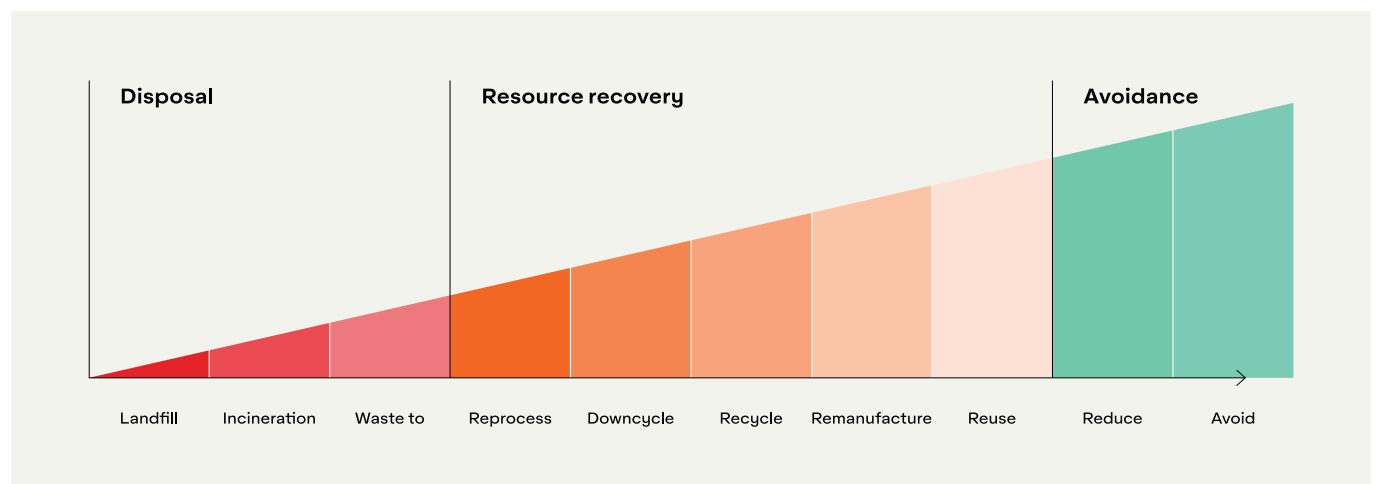 Disposal
Resource recovery
Avoidance
Landfill
Incineration
Waste to
Reprocess
Downcycle
Recycle
Remanufacture
Reuse
Reduce
Avoid